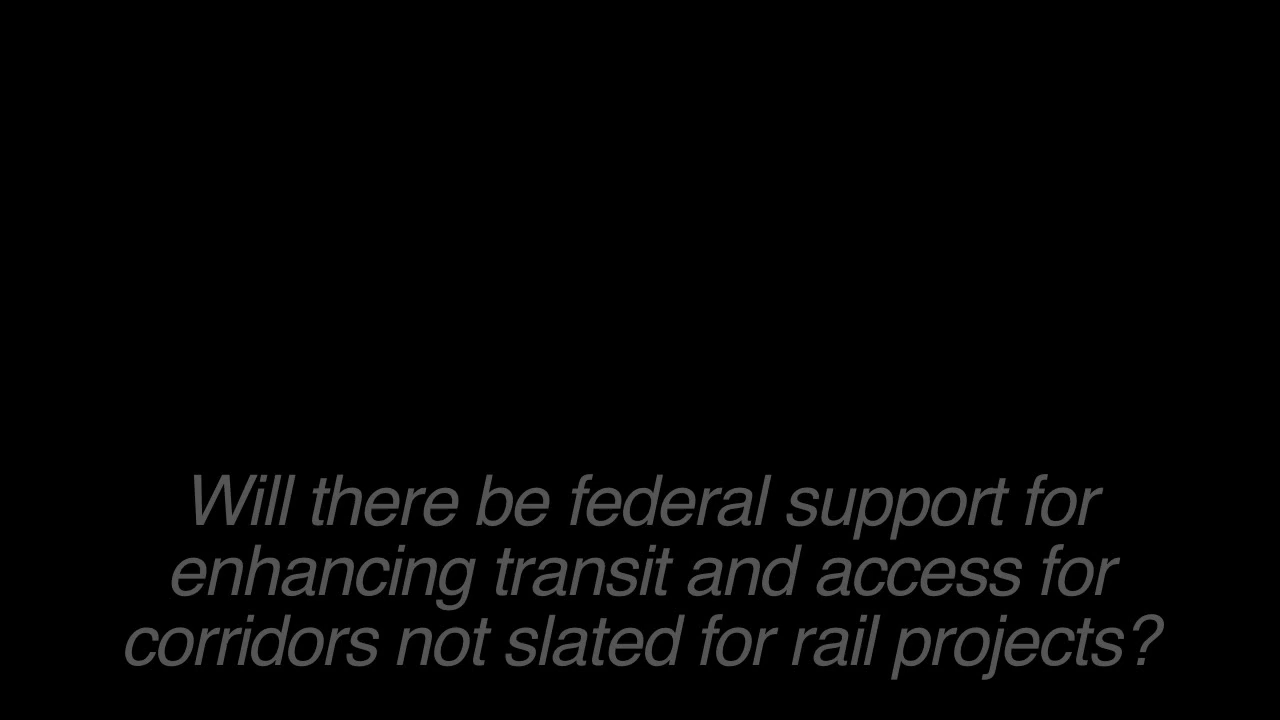 Will there be federal support for
enhancing transit and access for
corridors not slated for rail projects?